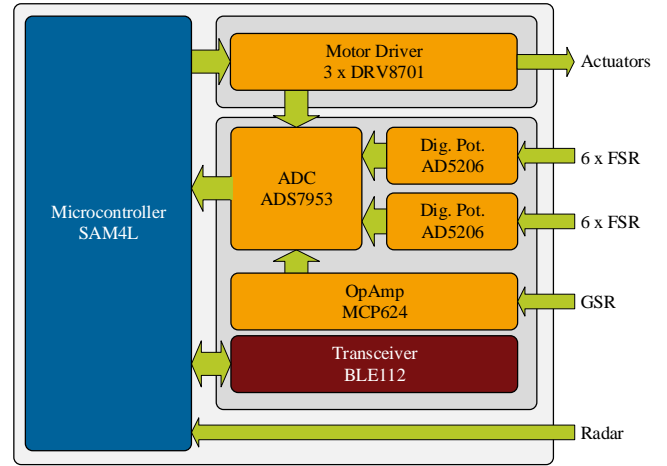 Motor Driver
3 x DRV8701
Actuators
Microcontroller
SAM4L
ADC
ADS7953
Dig. Pot.
AD5206
6 x FSR
Dig. Pot.
AD5206
6 x FSR
OpAmp
MCP624
GSR
Transceiver
BLE112
Radar